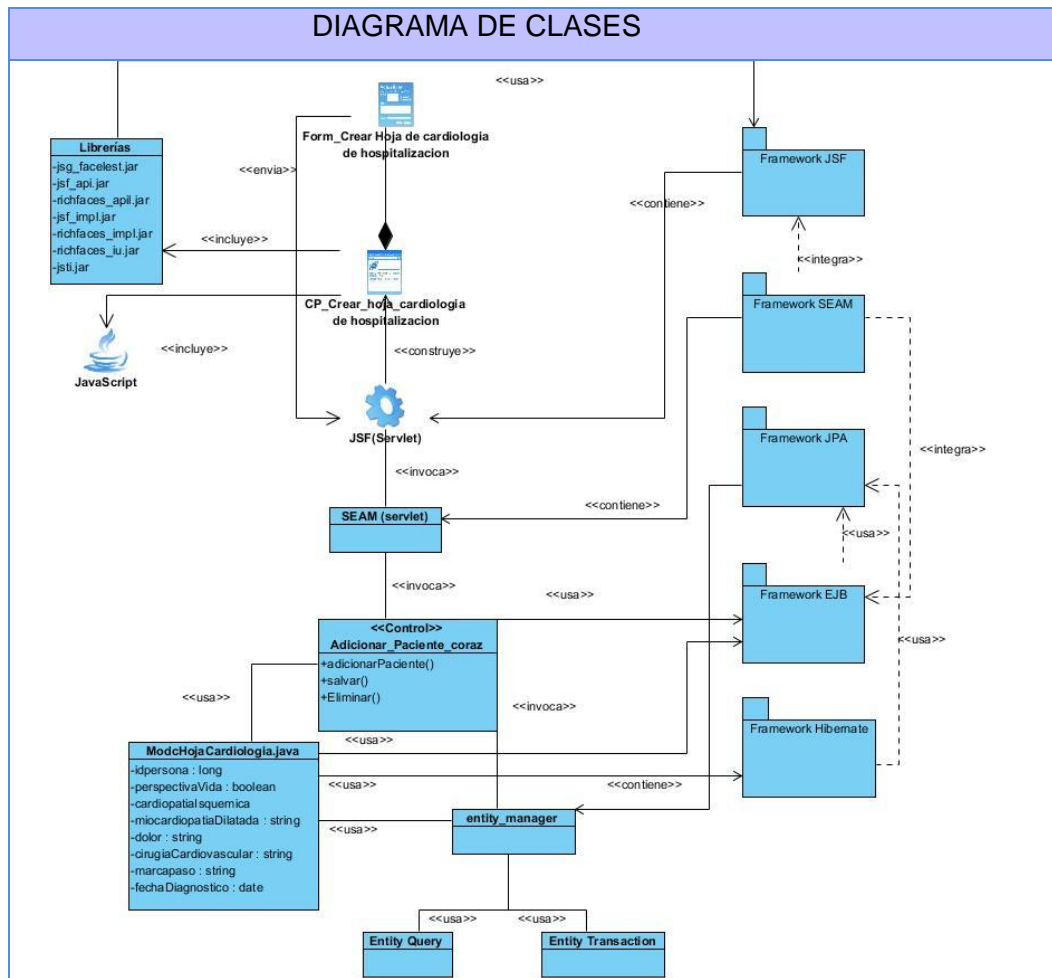 DIAGRAMA DE CLASES
<<usa>>
Form_Crear Hoja de cardiologia
de hospitalizacion
Librerías
-jsg_facelest.jar
-jsf_api.jar
-richfaces_apil.jar
-jsf_impl.jar
-richfaces_impl.jar
-richfaces_iu.jar
-jsti.jar
<<envia>>
Framework JSF
<<contiene>>
<<incluye>>
<<integra>>
CP_Crear_hoja_cardiologia
de hospitalizacion
Framework SEAM
<<incluye>>
<<construye>>
JavaScript
JSF(Servlet)
Framework JPA
<<integra>>
<<invoca>>
SEAM (servlet)
<<contiene>>
<<usa>>
<<invoca>>
<<usa>>
Framework EJB
<<Control>>
Adicionar_Paciente_coraz
+adicionarPaciente()
+salvar()
+Eliminar()
<<usa>>
<<usa>>
<<invoca>>
Framework Hibernate
<<usa>>
ModcHojaCardiologia.java
-idpersona : long
-perspectivaVida : boolean
-cardiopatiaIsquemica
-miocardiopatiaDilatada : string
-dolor : string
-cirugiaCardiovascular : string
-marcapaso : string
-fechaDiagnostico : date
<<usa>>
<<contiene>>
<<usa>>
entity_manager
<<usa>>
<<usa>>
Entity Query
Entity Transaction